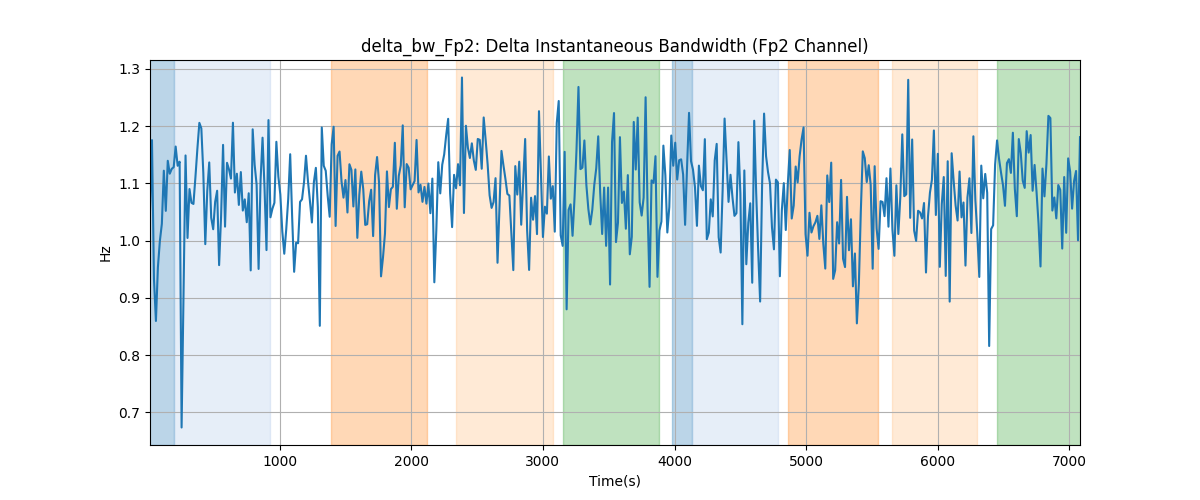 delta_bw_Fp2: Delta Instantaneous Bandwidth (Fp2 Channel)
Hz
1.3
1.2
1.1
1.0
0.9
0.8
0.7
1000 2000 3000 4000 5000 6000 7000
Time(s)